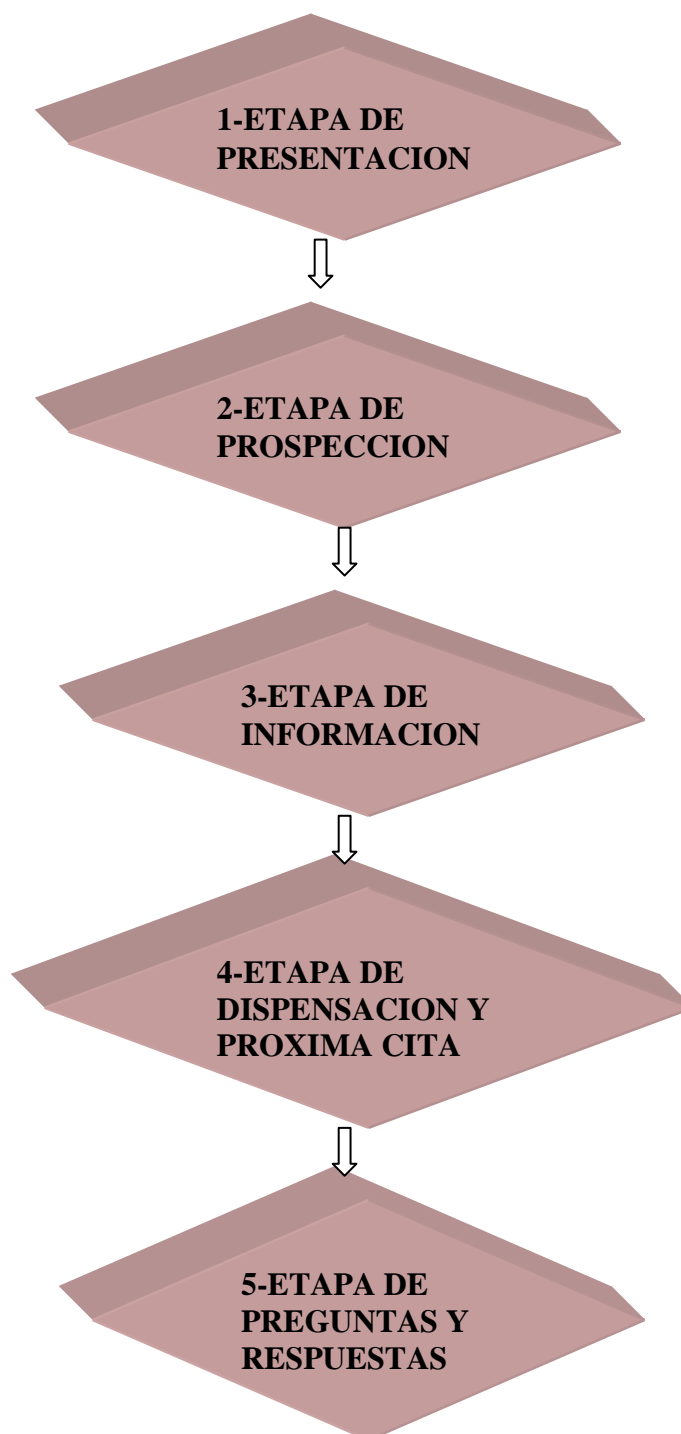 1-ETAPA DE
PRESENTACION
2-ETAPA DE
PROSPECCION
3-ETAPA DE
INFORMACION
4-ETAPA DE
DISPENSACION Y
PROXIMA CITA
5-ETAPA DE
PREGUNTAS Y
RESPUESTAS